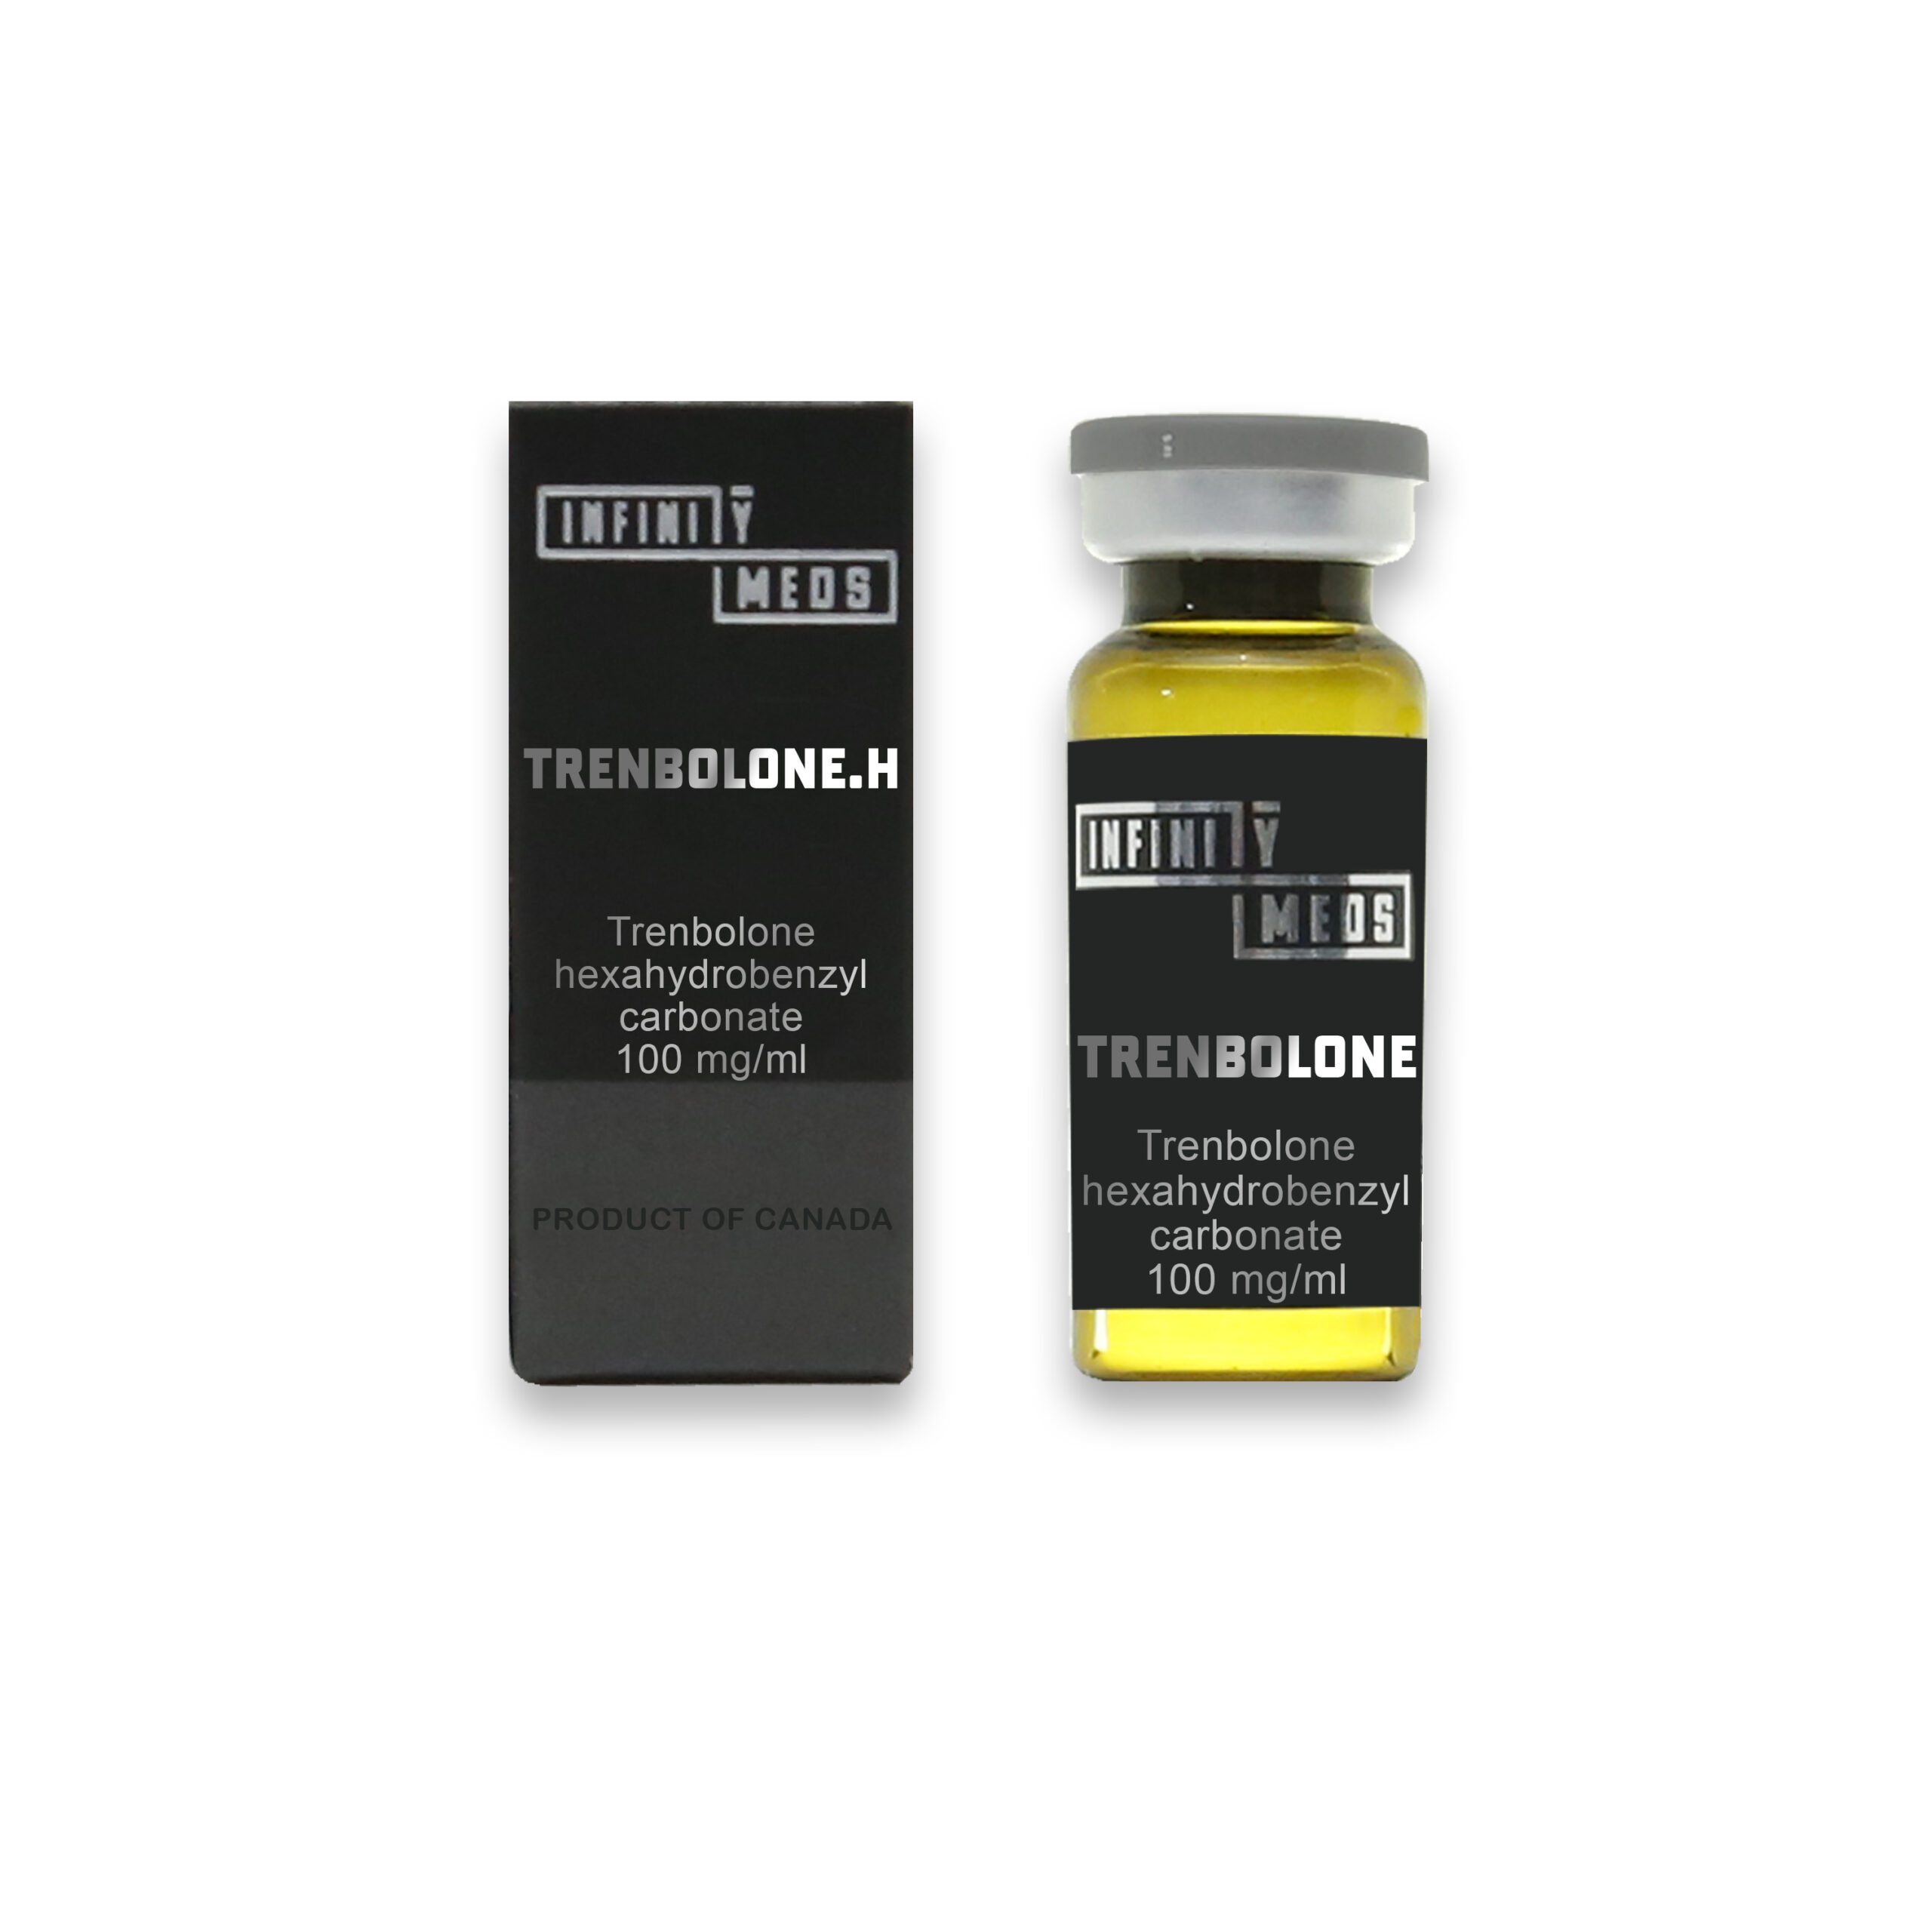 INFINITY
MEDS
TRENBOLONE.H
Trenbolone
hexahydrobenzyl
carbonate
100 mg/ml
PRODUCT OF CANADA
INFINITY
MEDS
TRENBOLONE
Trenbolone
hexahydrobenzyl
carbonate
100 mg/ml